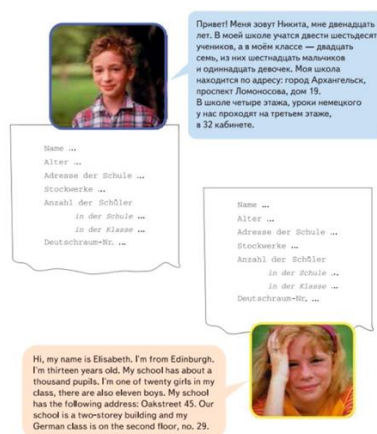 Привет! Меня зовут Никита, мне двенадцать
лет. В моей школе учатся двести шестьдесят
учеников, а в моём классе — двадцать
семь, из них шестнадцать мальчиков
и одиннадцать девочек. Моя школа
находится по адресу: город Архангельск,
проспект Ломоносова, дом 19.
В школе четыре этажа, уроки немецкого
у нас проходят на третьем этаже,
в 32 кабинете.
Name ...
Alter ...
Adresse der Schule ...
Stockwerke ...
Anzahl der Schüler
in der Schule ...
in der Klasse ...
Deutschraum-Nr. ...
Name ...
Alter ...
Adresse der Schule ...
Stockwerke ...
Anzahl der Schüler
in der Schule ...
in der Klasse ...
Deutschraum-Nr. ...
Hi, my name is Elisabeth. I'm from Edinburgh.
I'm thirteen years old. My school has about a
thousand pupils. I'm one of twenty girls in my
class, there are also eleven boys. My school
has the following address: Oakstreet 45. Our
school is a two-storey building and my
German class is on the second floor, no. 29.